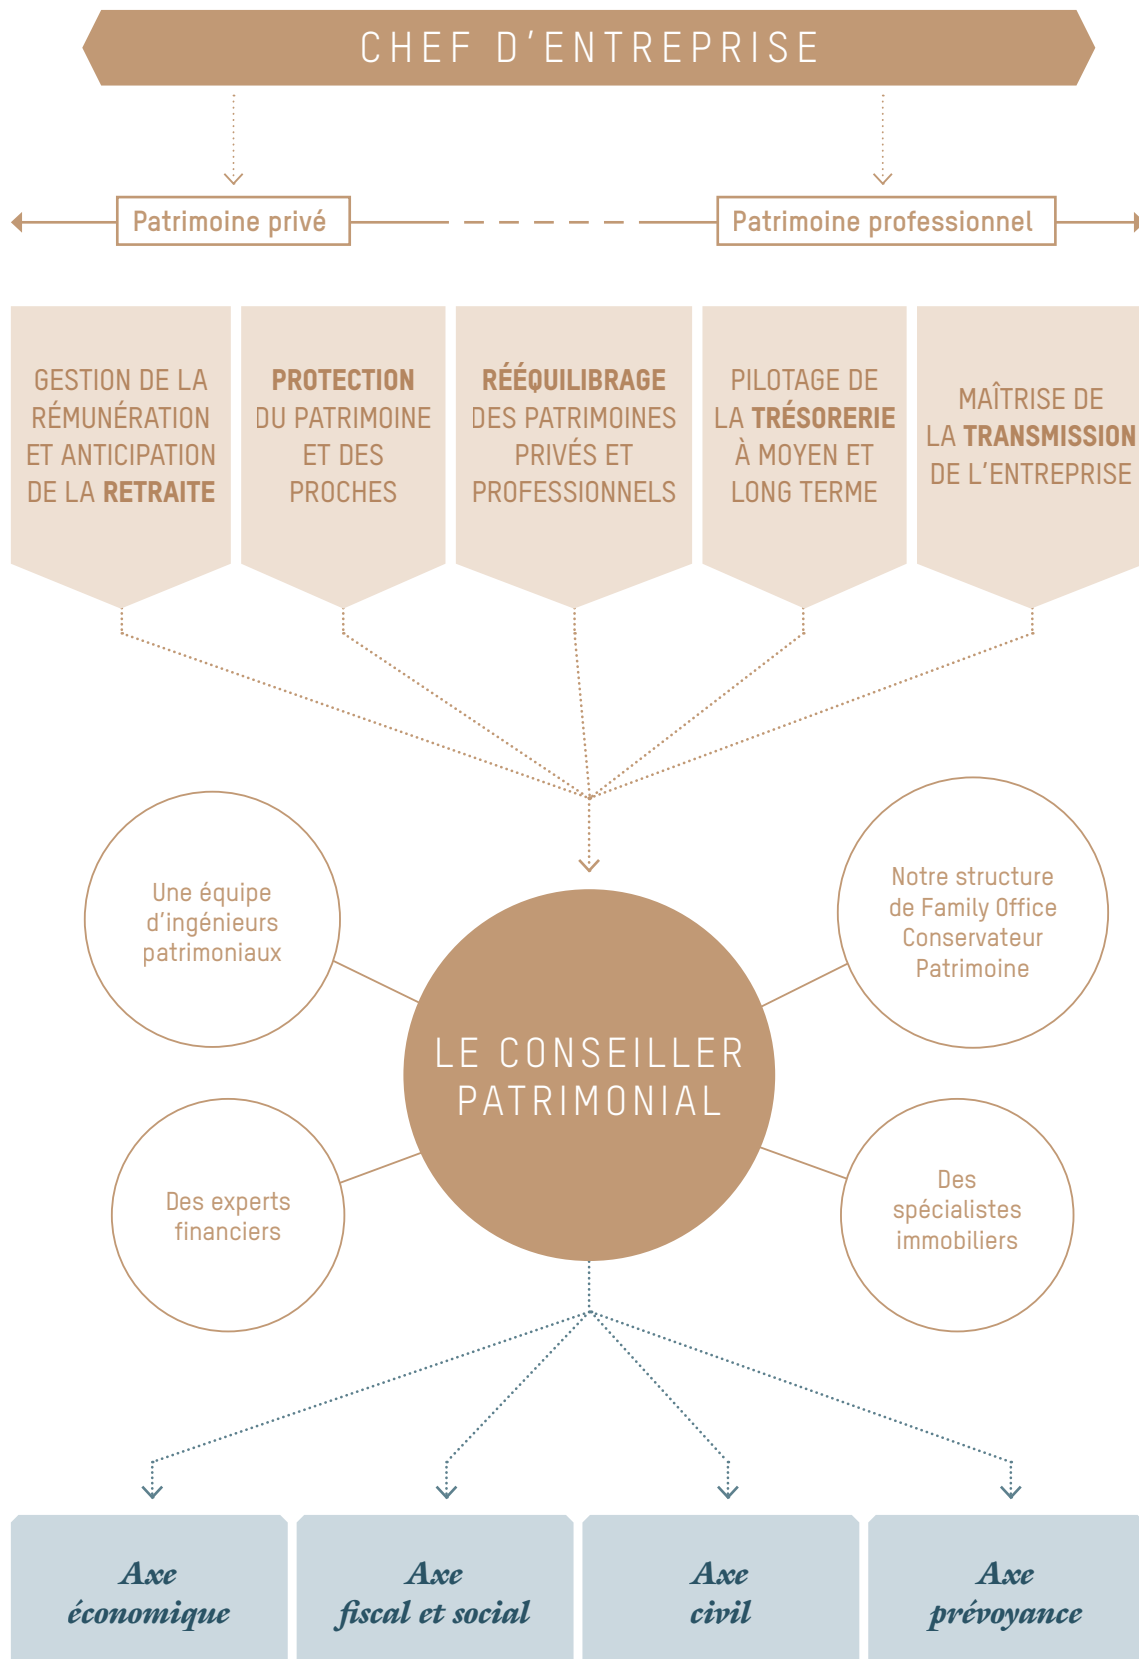 CHEF D'ENTREPRISE
Patrimoine privé
Patrimoine professionnel
GESTION DE LA
RÉMUNÉRATION
ET ANTICIPATION
DE LA RETRAITE
PROTECTION
DU PATRIMOINE
ET DES
PROCHES
RÉÉQUILIBRAGE
DES PATRIMOINES
PRIVÉS ET
PROFESSIONNELS
PILOTAGE DE
LA TRÉSORERIE
À MOYEN ET
LONG TERME
MAÎTRISE DE
LA TRANSMISSION
DE L'ENTREPRISE
Une équipe
d'ingénieurs
patrimoniaux
Notre structure
de Family Office
Conservateur
Patrimoine
LE CONSEILLER
PATRIMONIAL
Des experts
financiers
Des
spécialistes
immobiliers
Axe
économique
Axe
fiscal et social
Axe
civil
Axe
prévoyance